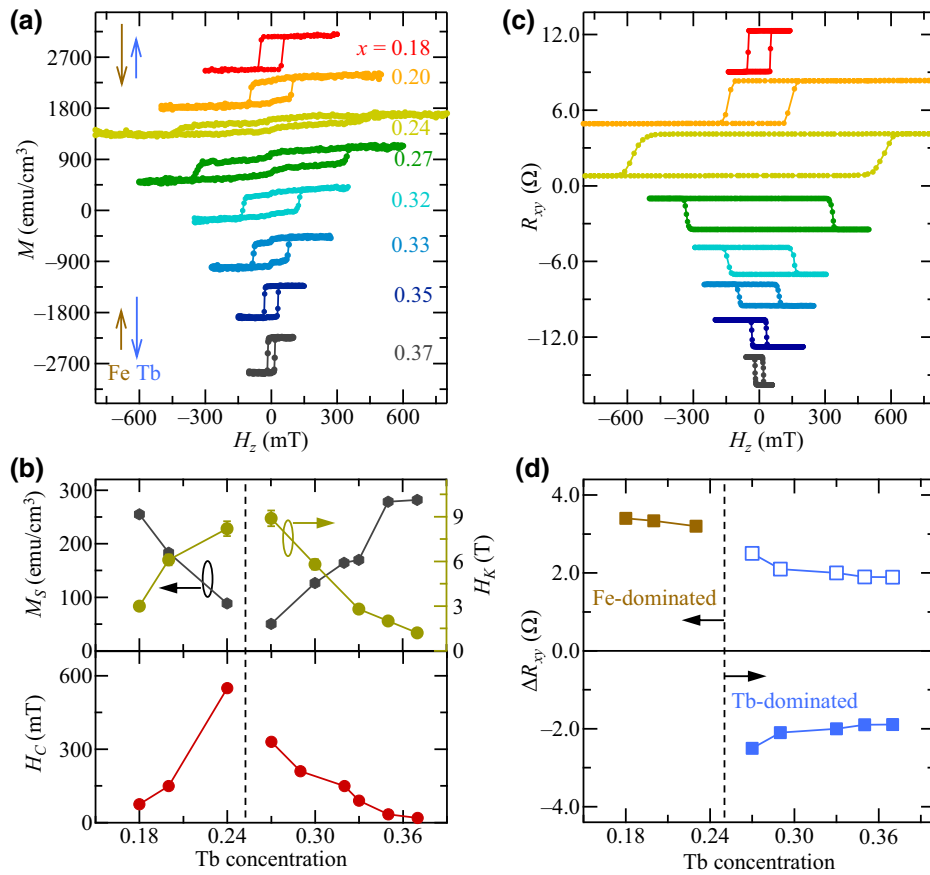 (a)
2700
1800
900
0
−900
−1800
−2700
M (emu/cm³)
x = 0.18
0.20
0.24
0.27
0.32
0.33
0.35
0.37
Fe Tb
−600 −300 0 300 600
H_z (mT)
(c)
12.0
6.0
0.0
−6.0
−12.0
R_xy (Ω)
−600 −300 0 300 600
H_z (mT)
(b)
300
200
100
0
M_S (emu/cm³)
9
6
3
0
H_K (T)
600
300
0
H_C (mT)
0.18 0.24 0.30 0.36
Tb concentration
(d)
4.0
2.0
0.0
−2.0
−4.0
ΔR_xy (Ω)
Fe-dominated
Tb-dominated
0.18 0.24 0.30 0.36
Tb concentration